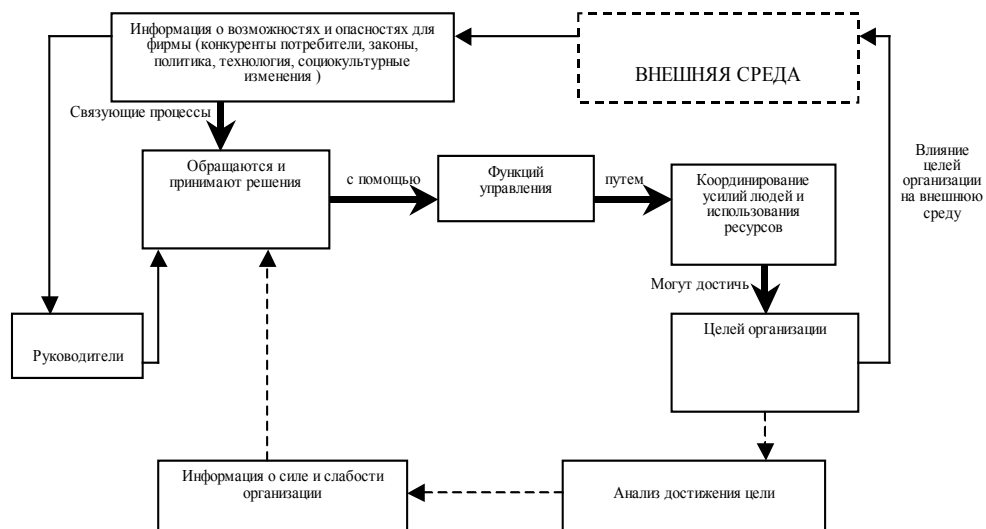 Информация о возможностях и опасностях для
фирмы (конкуренты потребители, законы,
политика, технология, социокультурные
изменения )
ВНЕШНЯЯ СРЕДА
Связующие процессы
Обращаются и
принимают решения
с помощью
Функций
управления
путем
Координирование
усилий людей и
использования
ресурсов
Влияние
целей
организации
на внешнюю
среду
Могут достичь
Целей организации
Руководители
Информация о силе и слабости
организации
Анализ достижения цели